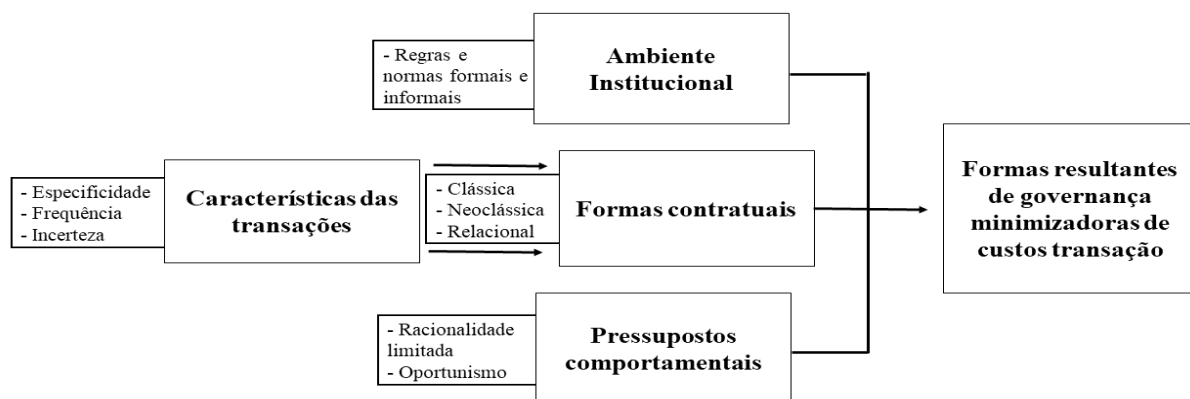 - Regras e
normas formais e
informais
Ambiente
Institucional
- Especificidade
- Frequência
- Incerteza
Características das
transações
- Clássica
- Neoclássica
- Relacional
Formas contratuais
- Racionalidade
limitada
- Oportunismo
Pressupostos
comportamentais
Formas resultantes
de governança
minimizadoras de
custos transação